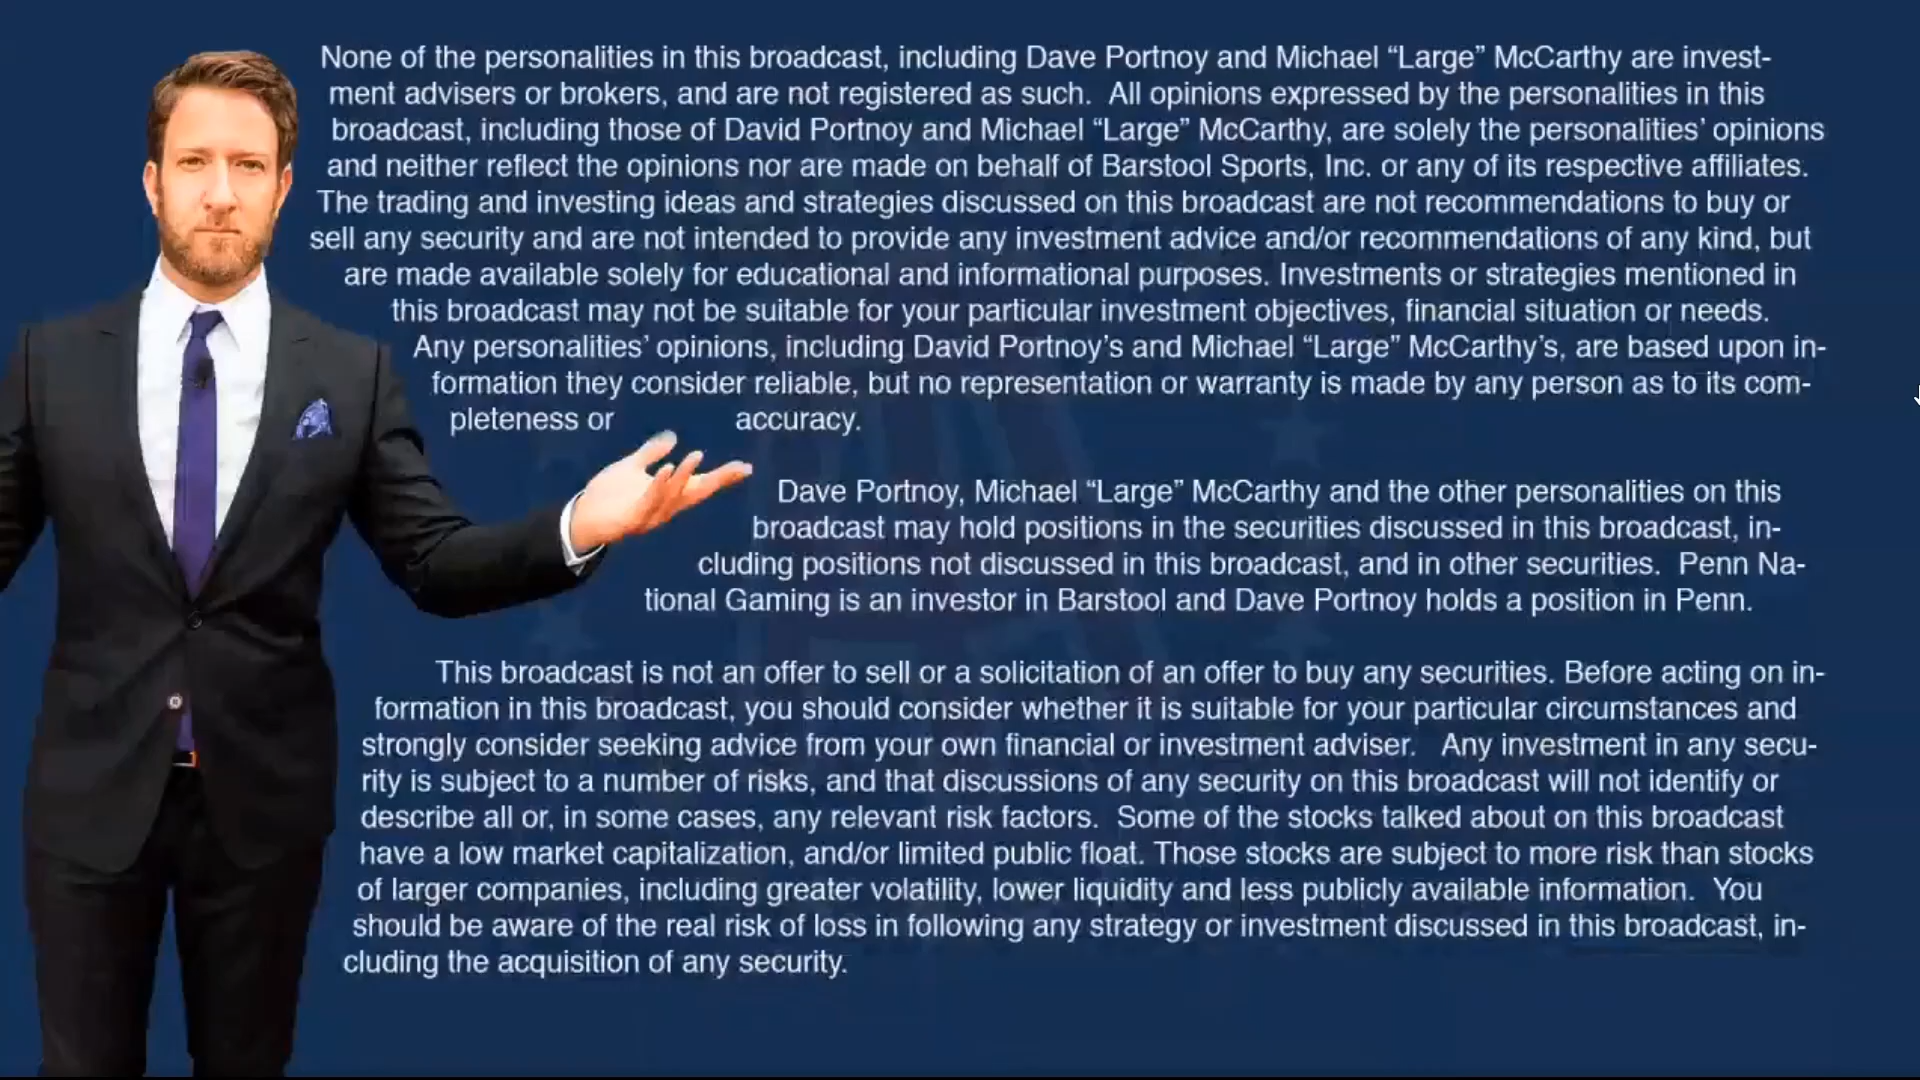 None of the personalities in this broadcast, including Dave Portnoy and Michael “Large” McCarthy are invest-
ment advisers or brokers, and are not registered as such.  All opinions expressed by the personalities in this
broadcast, including those of David Portnoy and Michael “Large” McCarthy, are solely the personalities’ opinions
and neither reflect the opinions nor are made on behalf of Barstool Sports, Inc. or any of its respective affiliates.
The trading and investing ideas and strategies discussed on this broadcast are not recommendations to buy or
sell any security and are not intended to provide any investment advice and/or recommendations of any kind, but
are made available solely for educational and informational purposes. Investments or strategies mentioned in
this broadcast may not be suitable for your particular investment objectives, financial situation or needs.
Any personalities’ opinions, including David Portnoy’s and Michael “Large” McCarthy’s, are based upon in-
formation they consider reliable, but no representation or warranty is made by any person as to its com-
pleteness or accuracy.
Dave Portnoy, Michael “Large” McCarthy and the other personalities on this
broadcast may hold positions in the securities discussed in this broadcast, in-
cluding positions not discussed in this broadcast, and in other securities.  Penn Na-
tional Gaming is an investor in Barstool and Dave Portnoy holds a position in Penn.
This broadcast is not an offer to sell or a solicitation of an offer to buy any securities. Before acting on in-
formation in this broadcast, you should consider whether it is suitable for your particular circumstances and
strongly consider seeking advice from your own financial or investment adviser.   Any investment in any secu-
rity is subject to a number of risks, and that discussions of any security on this broadcast will not identify or
describe all or, in some cases, any relevant risk factors.  Some of the stocks talked about on this broadcast
have a low market capitalization, and/or limited public float. Those stocks are subject to more risk than stocks
of larger companies, including greater volatility, lower liquidity and less publicly available information.  You
should be aware of the real risk of loss in following any strategy or investment discussed in this broadcast, in-
cluding the acquisition of any security.